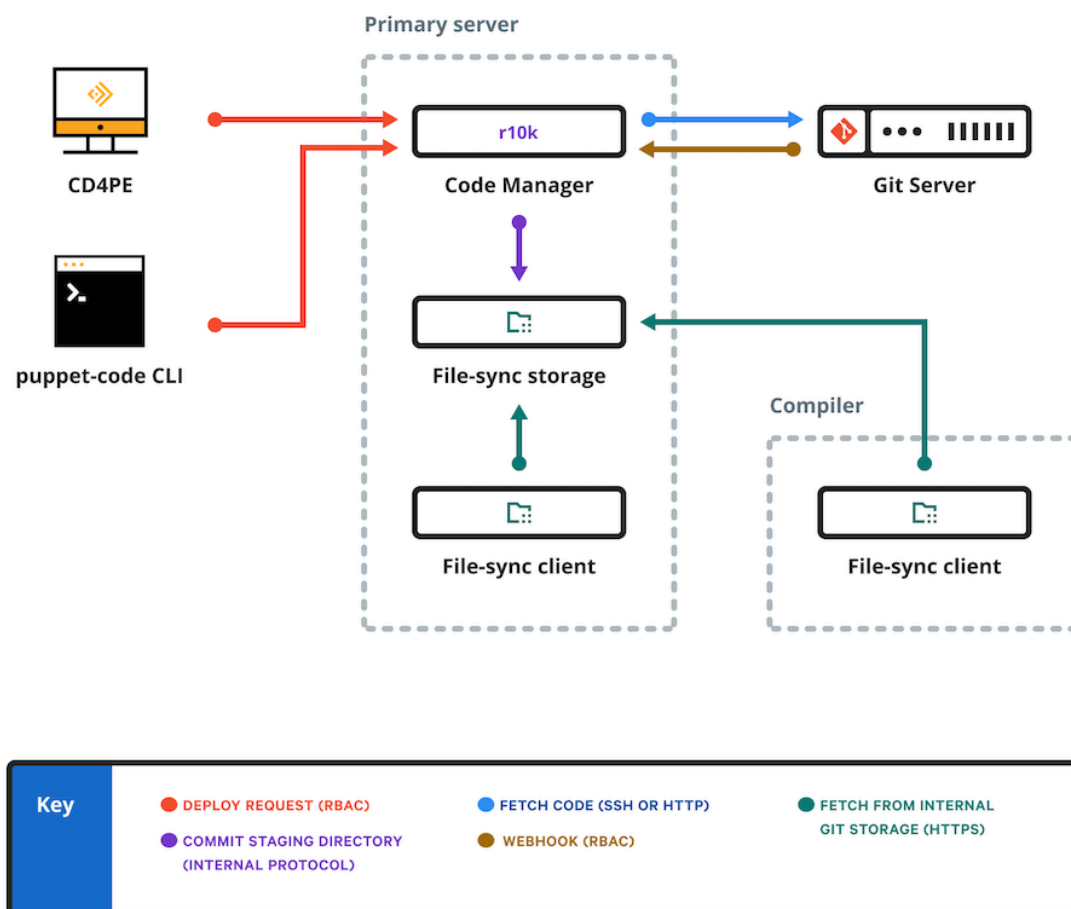 Primary server
r10k
CD4PE
Code Manager
Git Server
puppet-code CLI
File-sync storage
Compiler
File-sync client
File-sync client
Key
DEPLOY REQUEST (RBAC)
FETCH CODE (SSH OR HTTP)
FETCH FROM INTERNAL
GIT STORAGE (HTTPS)
COMMIT STAGING DIRECTORY
(INTERNAL PROTOCOL)
WEBHOOK (RBAC)